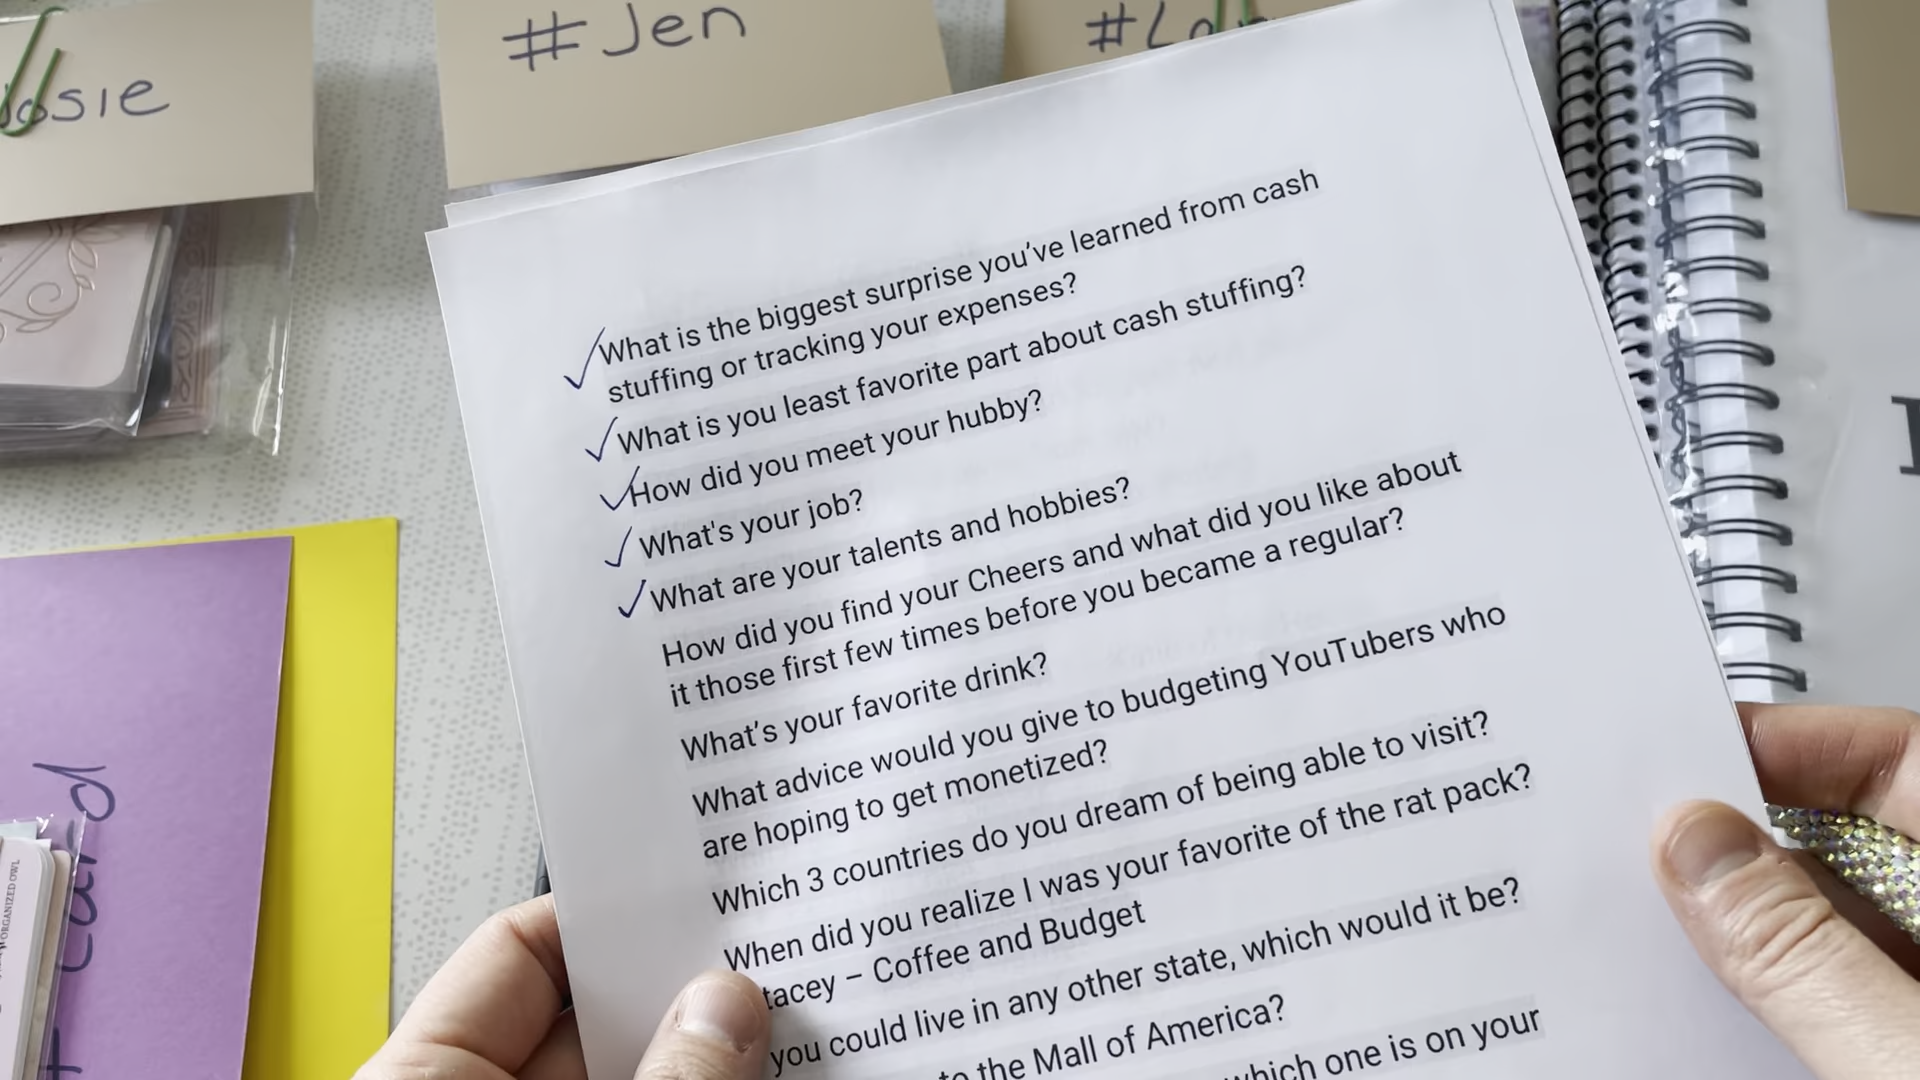 #Jen
osie
What is the biggest surprise you've learned from cash
stuffing or tracking your expenses?
What is you least favorite part about cash stuffing?
How did you meet your hubby?
What's your job?
What are your talents and hobbies?
How did you find your Cheers and what did you like about
it those first few times before you became a regular?
What's your favorite drink?
What advice would you give to budgeting YouTubers who
are hoping to get monetized?
Which 3 countries do you dream of being able to visit?
When did you realize I was your favorite of the rat pack?
tacey – Coffee and Budget
you could live in any other state, which would it be?
to the Mall of America?
which one is on your
ORGANIZED OWL